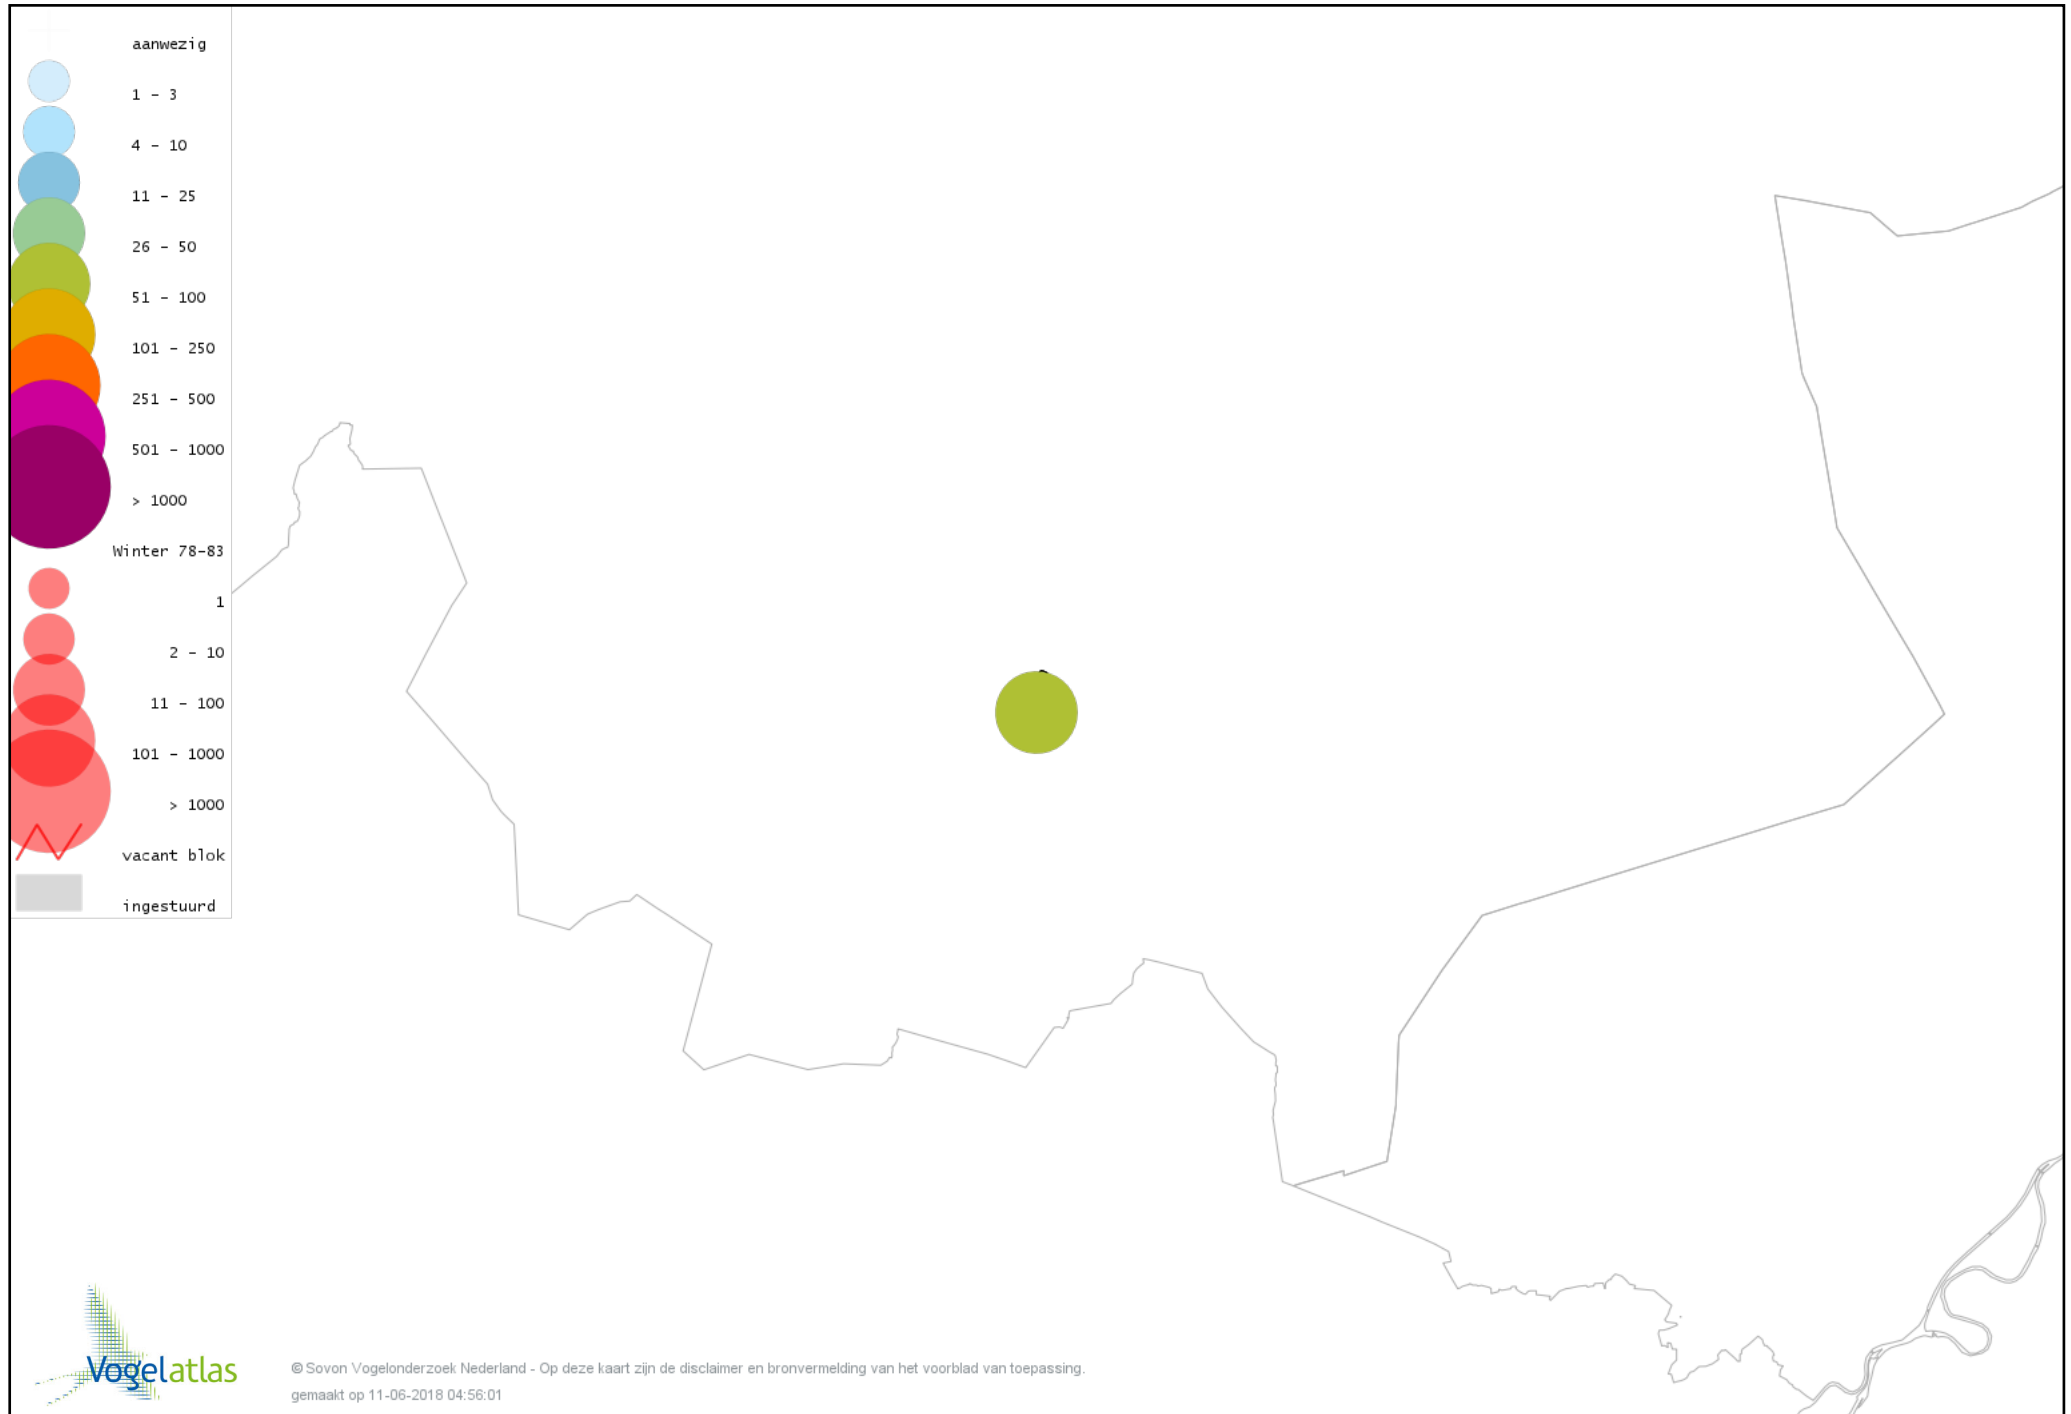 aanwezig
1 - 3
4 - 10
11 - 25
26 - 50
51 - 100
101 - 250
251 - 500
501 - 1000
> 1000
Winter 78-83
1
2 - 10
11 - 100
101 - 1000
> 1000
vacant blok
ingestuurd
Vogelatlas
© Sovon Vogelonderzoek Nederland - Op deze kaart zijn de disclaimer en bronvermelding van het voorblad van toepassing.
gemaakt op 11-06-2018 04:56:01